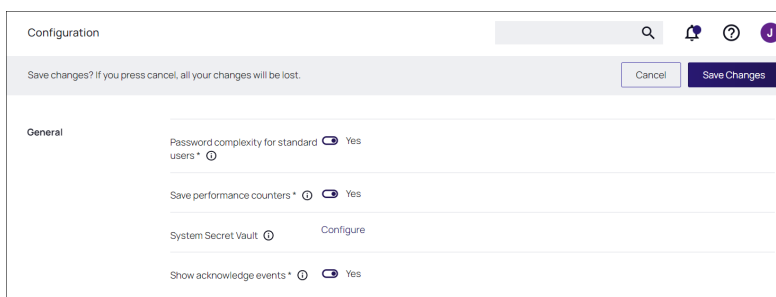 Configuration
J
Save changes? If you press cancel, all your changes will be lost.
Cancel
Save Changes
General
Password complexity for standard
users *
Yes
Save performance counters *
Yes
System Secret Vault
Configure
Show acknowledge events *
Yes